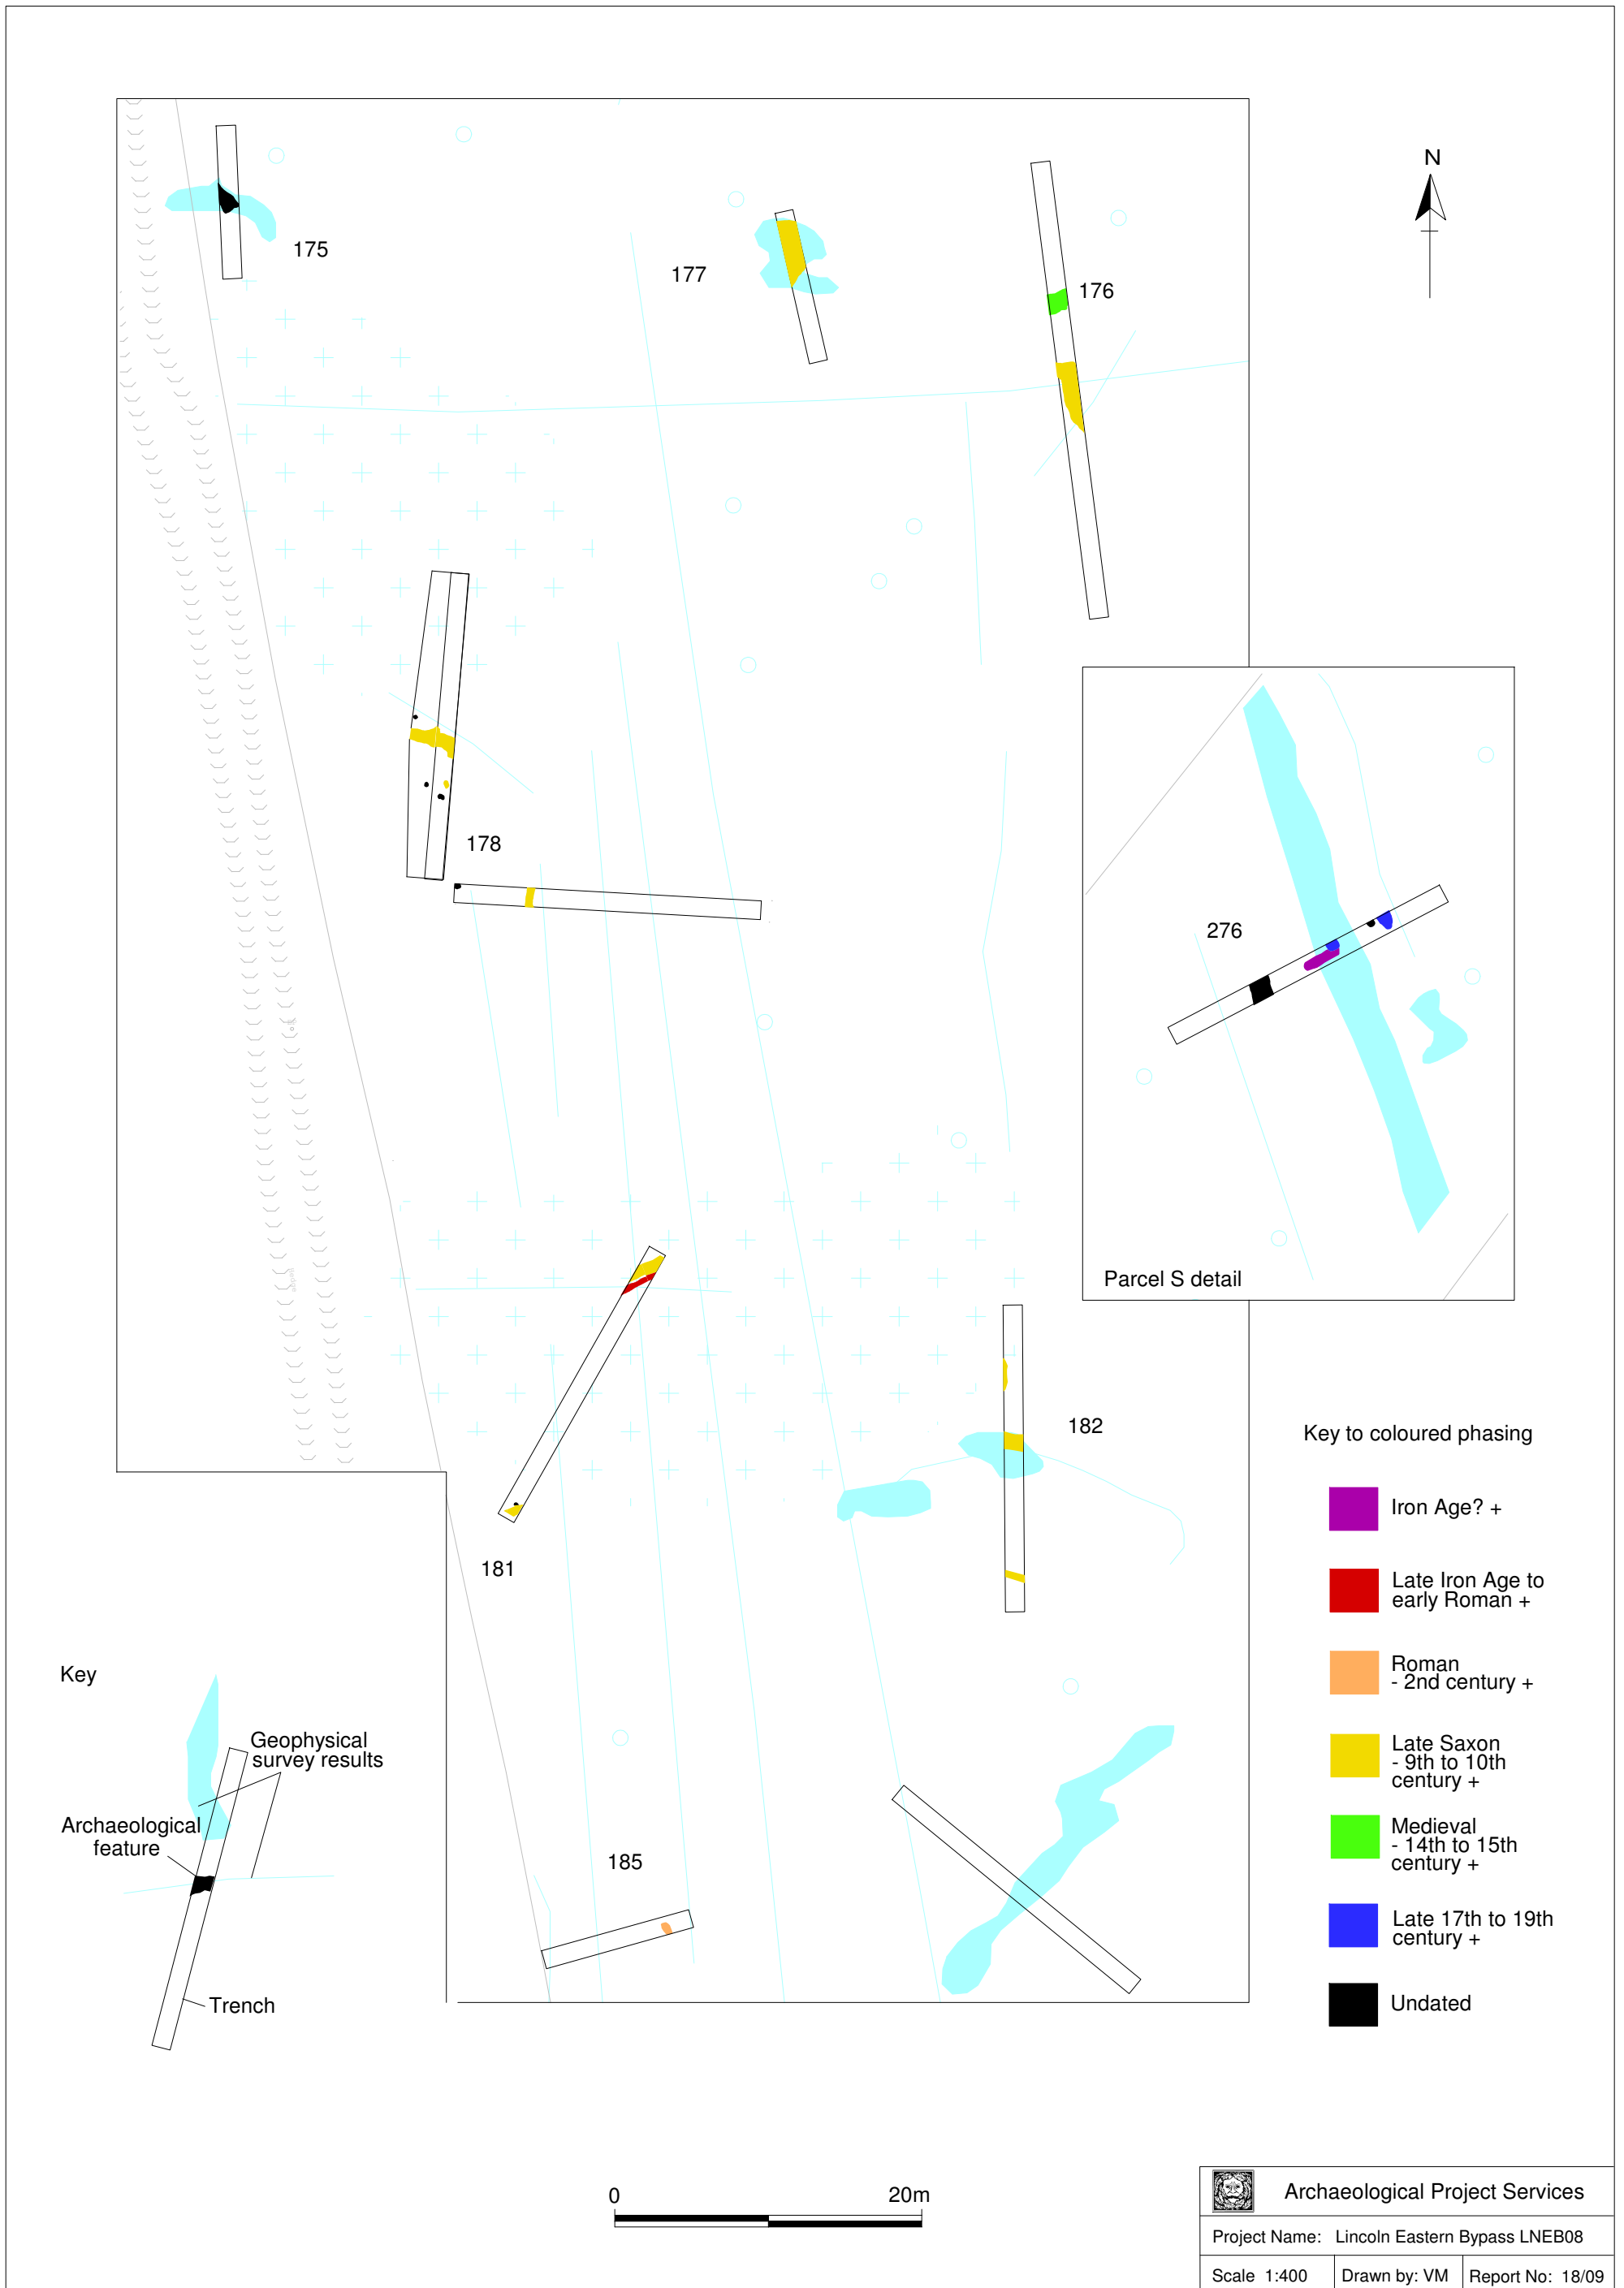 N
175
177
176
178
276
Parcel S detail
182
181
185
Key to coloured phasing
Iron Age? +
Late Iron Age to
early Roman +
Roman
- 2nd century +
Late Saxon
- 9th to 10th
century +
Medieval
- 14th to 15th
century +
Late 17th to 19th
century +
Undated
Key
Geophysical
survey results
Archaeological
feature
Trench
0 20m
Archaeological Project Services
Project Name: Lincoln Eastern Bypass LNEB08
Scale 1:400 Drawn by: VM Report No: 18/09